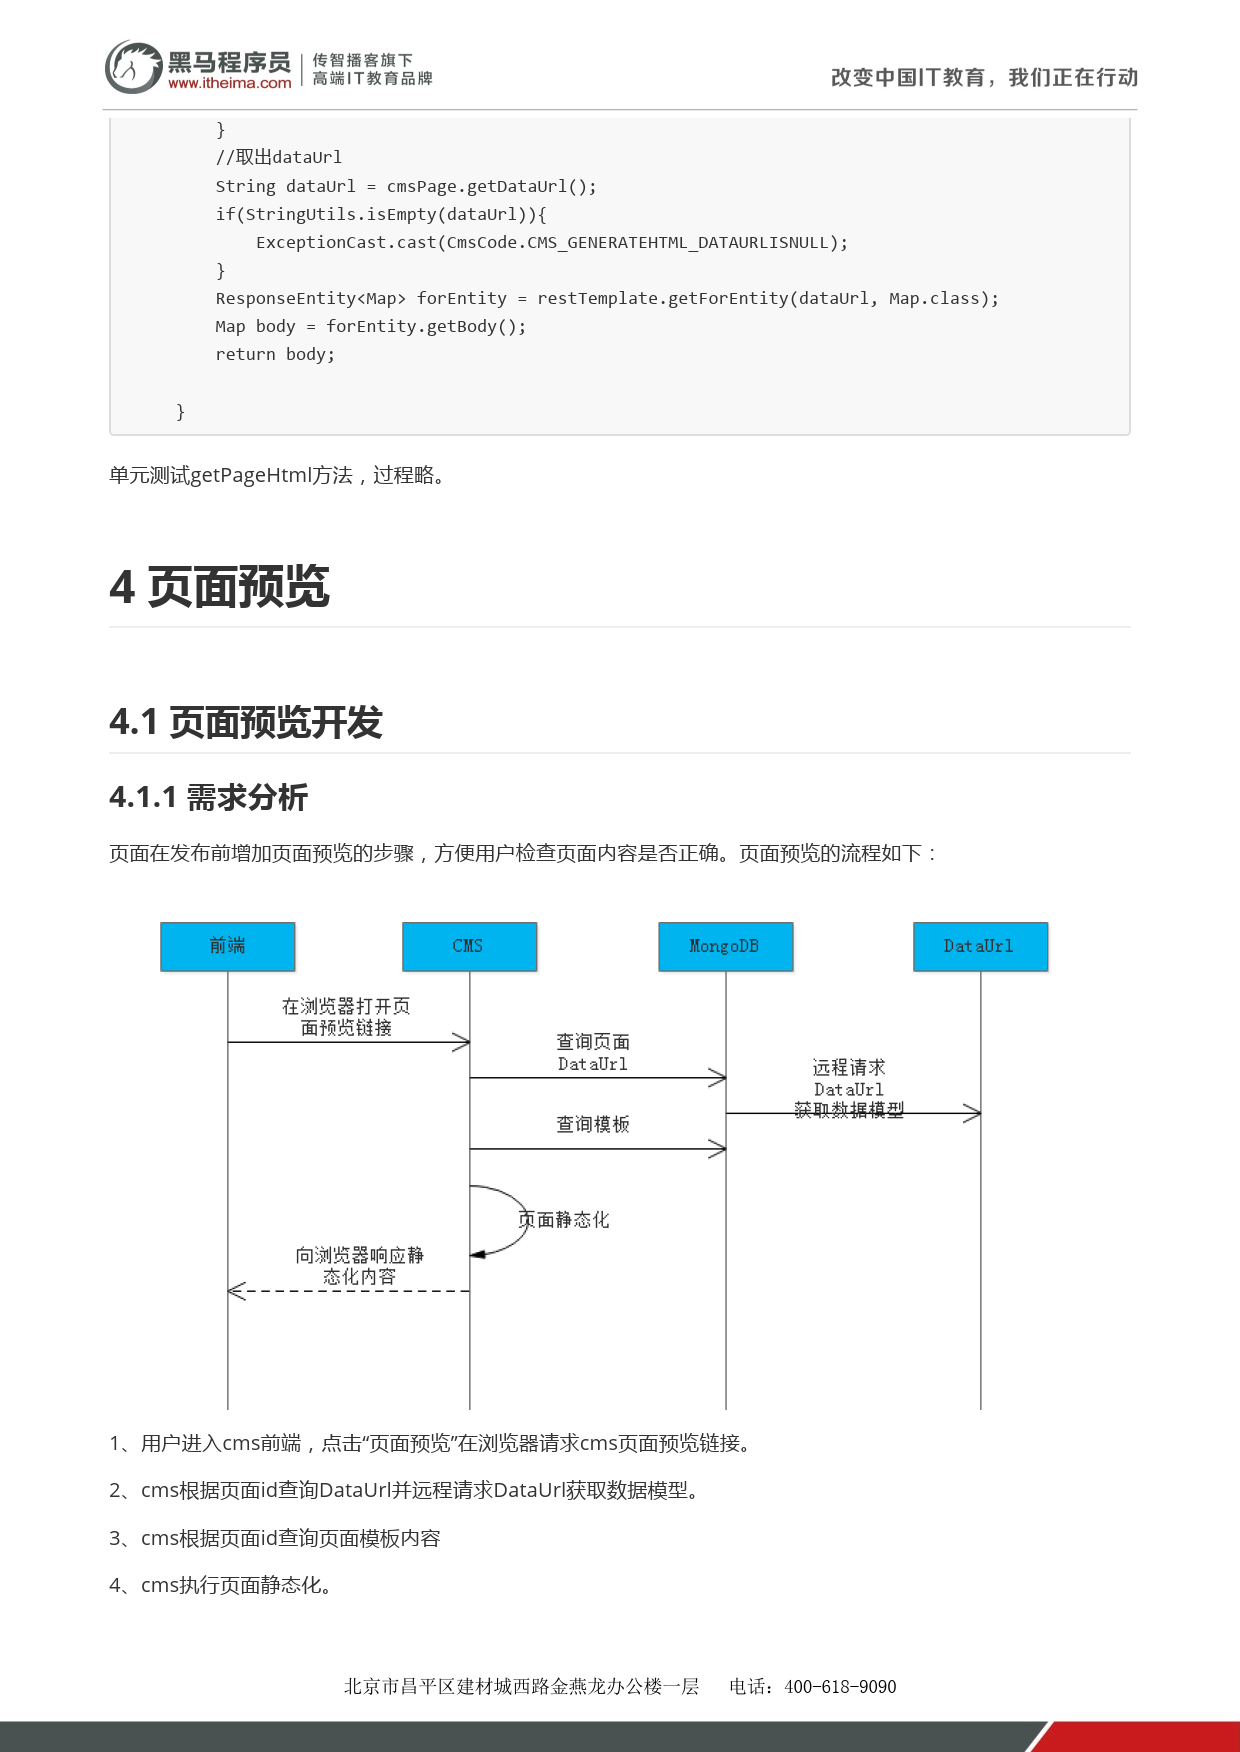 黑马程序员
www.itheima.com
传智播客旗下
高端IT教育品牌
改变中国IT教育，我们正在行动
}
//取出dataUrl
String dataUrl = cmsPage.getDataUrl();
if(StringUtils.isEmpty(dataUrl)){
ExceptionCast.cast(CmsCode.CMS_GENERATEHTML_DATAURLISNULL);
}
ResponseEntity<Map> forEntity = restTemplate.getForEntity(dataUrl, Map.class);
Map body = forEntity.getBody();
return body;
}
单元测试getPageHtml方法，过程略。
4 页面预览
4.1 页面预览开发
4.1.1 需求分析
页面在发布前增加页面预览的步骤，方便用户检查页面内容是否正确。页面预览的流程如下：
前端
CMS
MongoDB
DataUrl
在浏览器打开页
面预览链接
查询页面
DataUrl
远程请求
DataUrl
获取数据模型
查询模板
页面静态化
向浏览器响应静
态化内容
1、用户进入cms前端，点击“页面预览”在浏览器请求cms页面预览链接。
2、cms根据页面id查询DataUrl并远程请求DataUrl获取数据模型。
3、cms根据页面id查询页面模板内容
4、cms执行页面静态化。
北京市昌平区建材城西路金燕龙办公楼一层 电话：400-618-9090